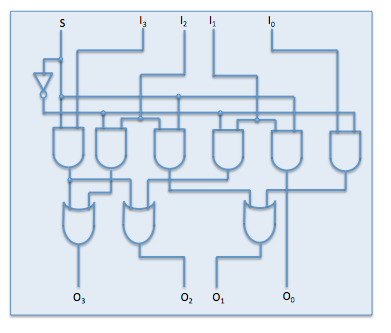 S I₃ I₂ I₁ I₀
O₃ O₂ O₁ O₀